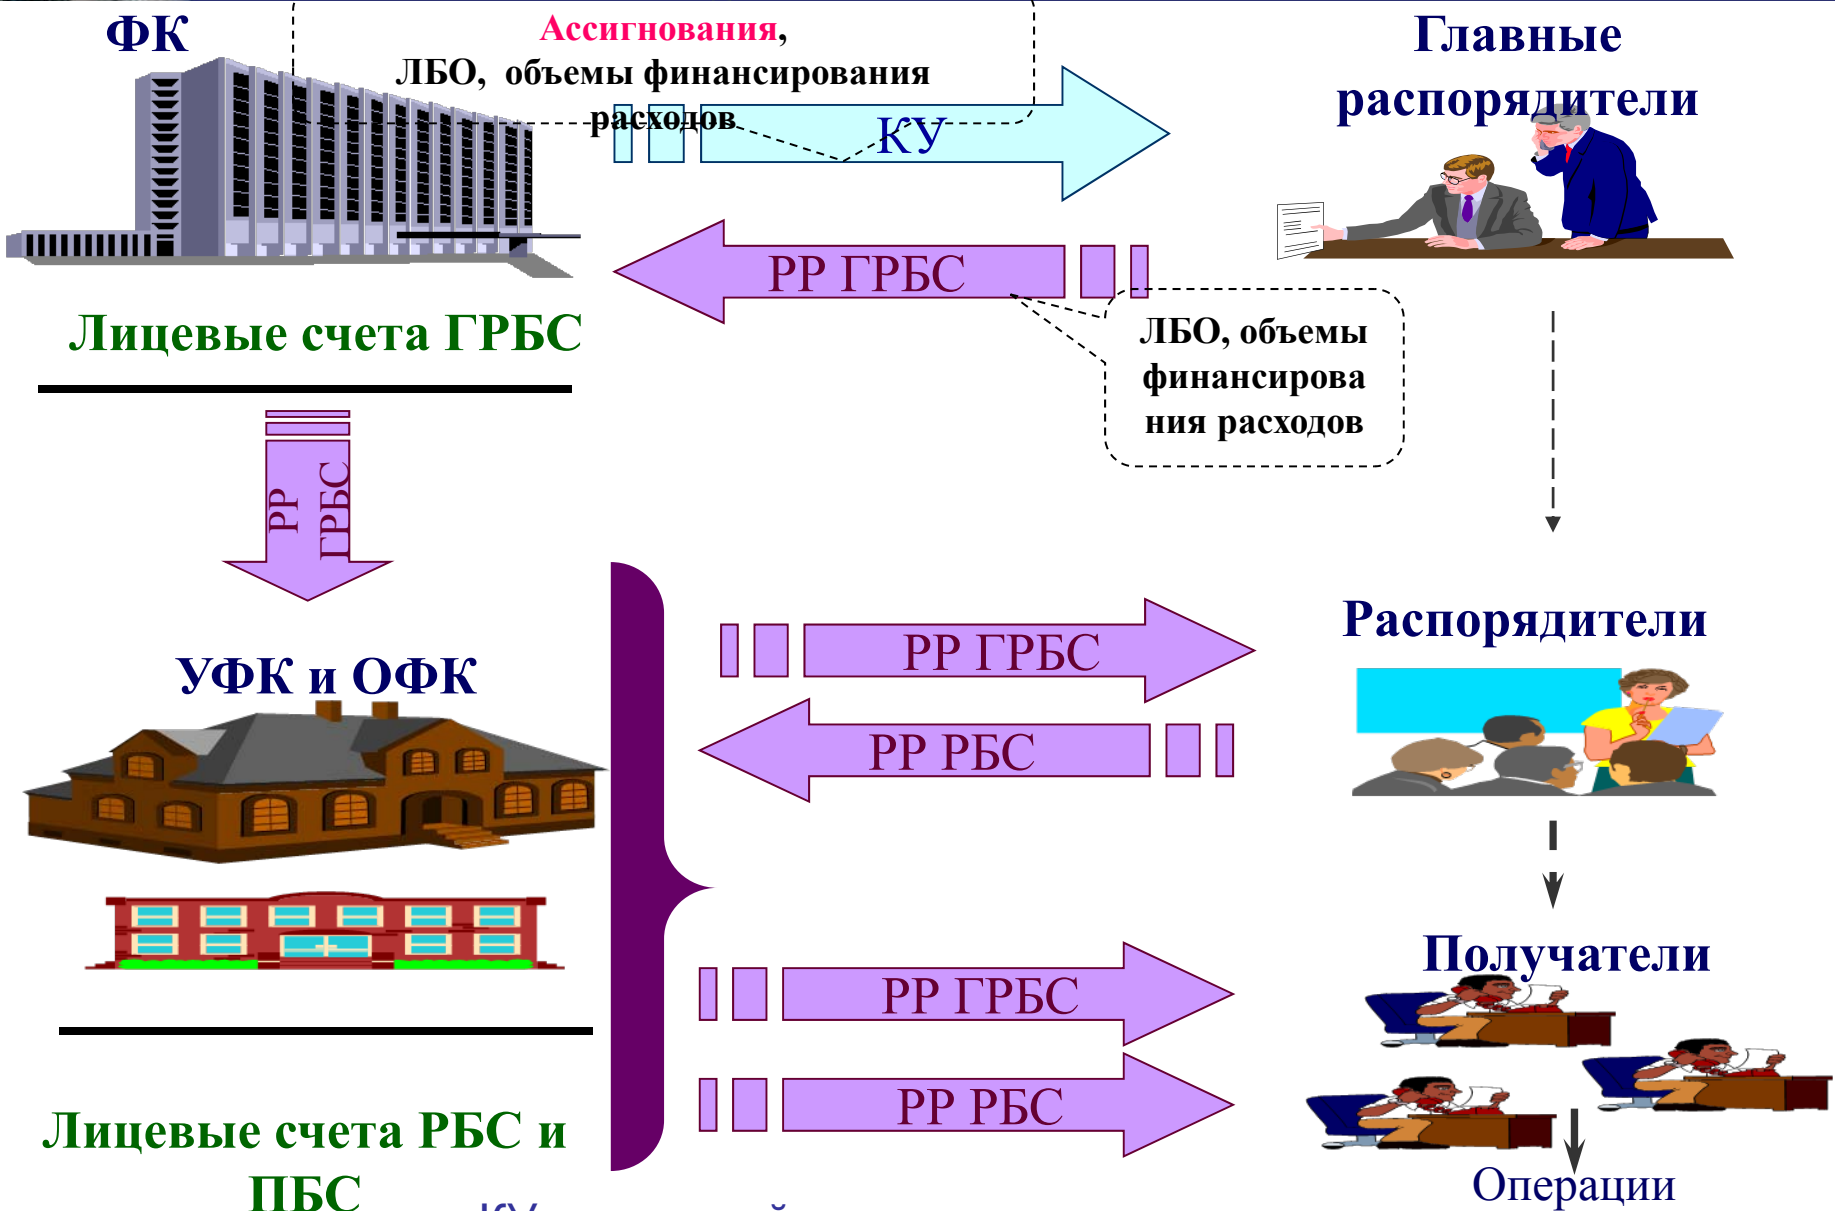 ФК
Ассигнования,
ЛБО, объемы финансирования
расходов
КУ
Главные
распорядители
РР ГРБС
ЛБО, объемы
финансирова
ния расходов
Лицевые счета ГРБС
РР
ГРБС
УФК и ОФК
РР ГРБС
РР РБС
Распорядители
РР ГРБС
РР РБС
Получатели
Операции
Лицевые счета РБС и
ПБС